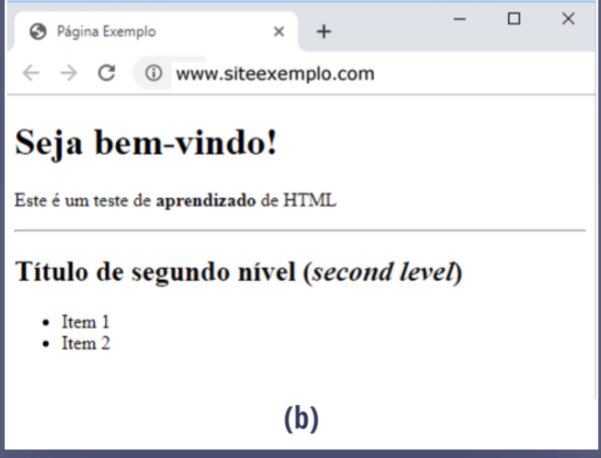 Página Exemplo
www.siteexemplo.com
Seja bem-vindo!
Este é um teste de aprendizado de HTML
Título de segundo nível (second level)
Item 1
Item 2
(b)